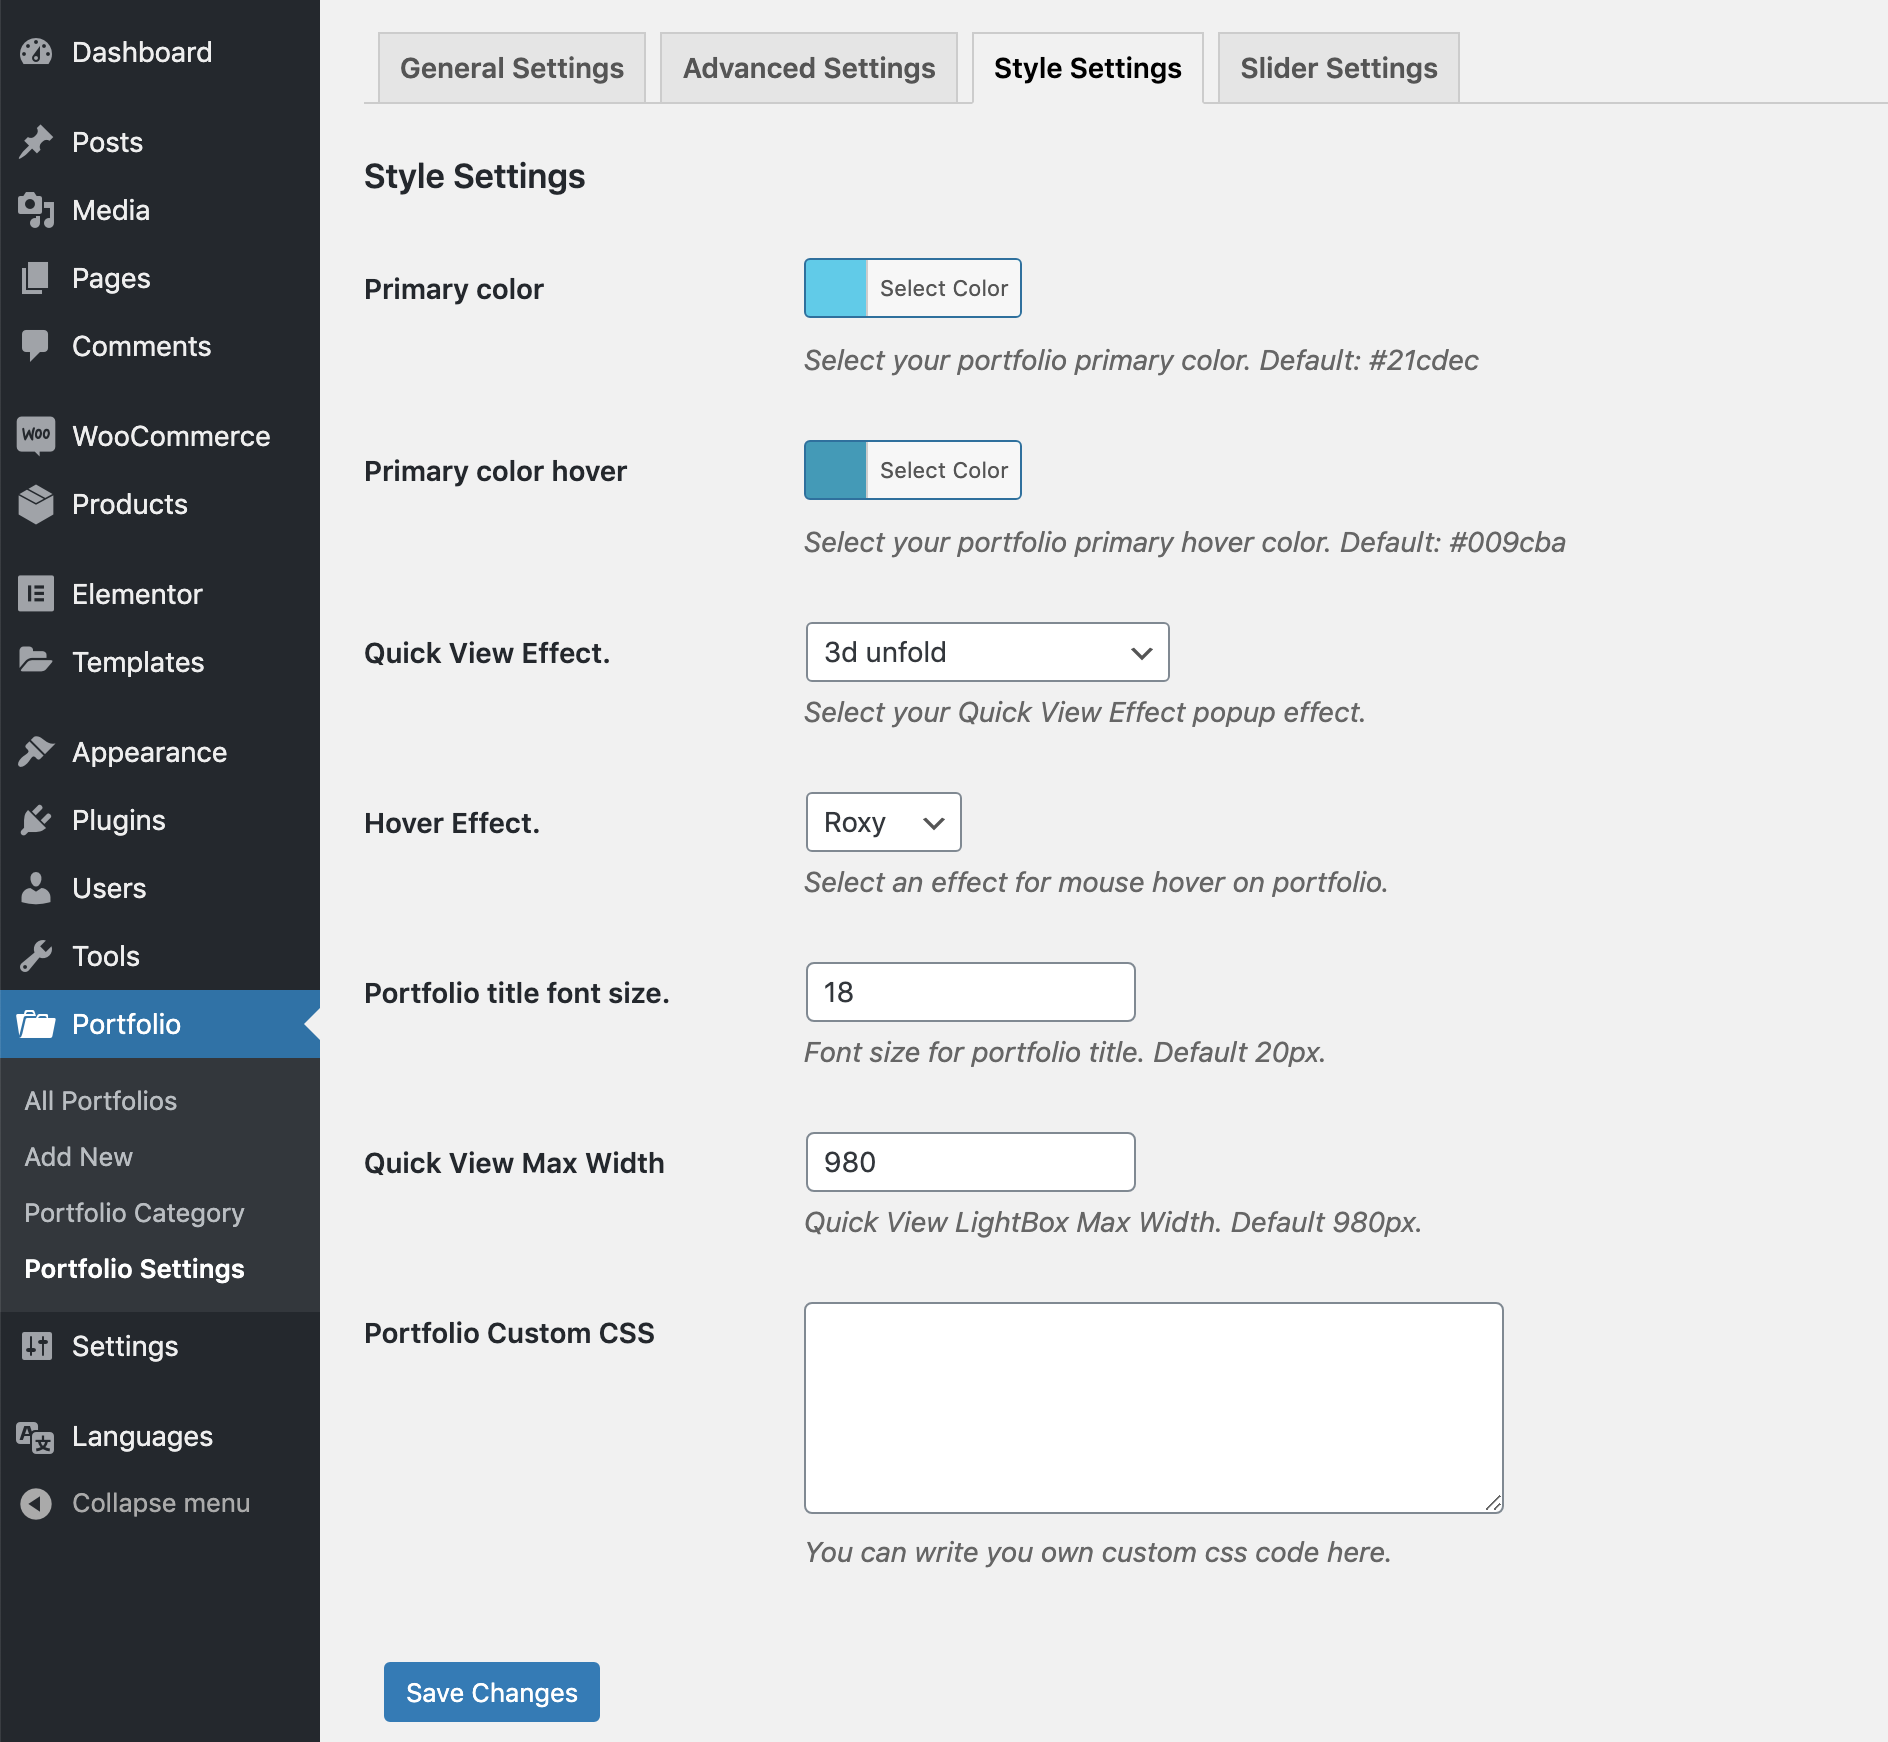 Dashboard
Posts
Media
Pages
Comments
WOO
WooCommerce
Products
Elementor
Templates
Appearance
Plugins
Users
Tools
Portfolio
All Portfolios
Add New
Portfolio Category
Portfolio Settings
Settings
A 文
Languages
Collapse menu
General Settings
Advanced Settings
Style Settings
Slider Settings
Style Settings
Primary color
Select Color
Select your portfolio primary color. Default: #21cdec
Primary color hover
Select Color
Select your portfolio primary hover color. Default: #009cba
Quick View Effect.
3d unfold
Select your Quick View Effect popup effect.
Hover Effect.
Roxy
Select an effect for mouse hover on portfolio.
Portfolio title font size.
18
Font size for portfolio title. Default 20px.
Quick View Max Width
980
Quick View LightBox Max Width. Default 980px.
Portfolio Custom CSS
You can write you own custom css code here.
Save Changes